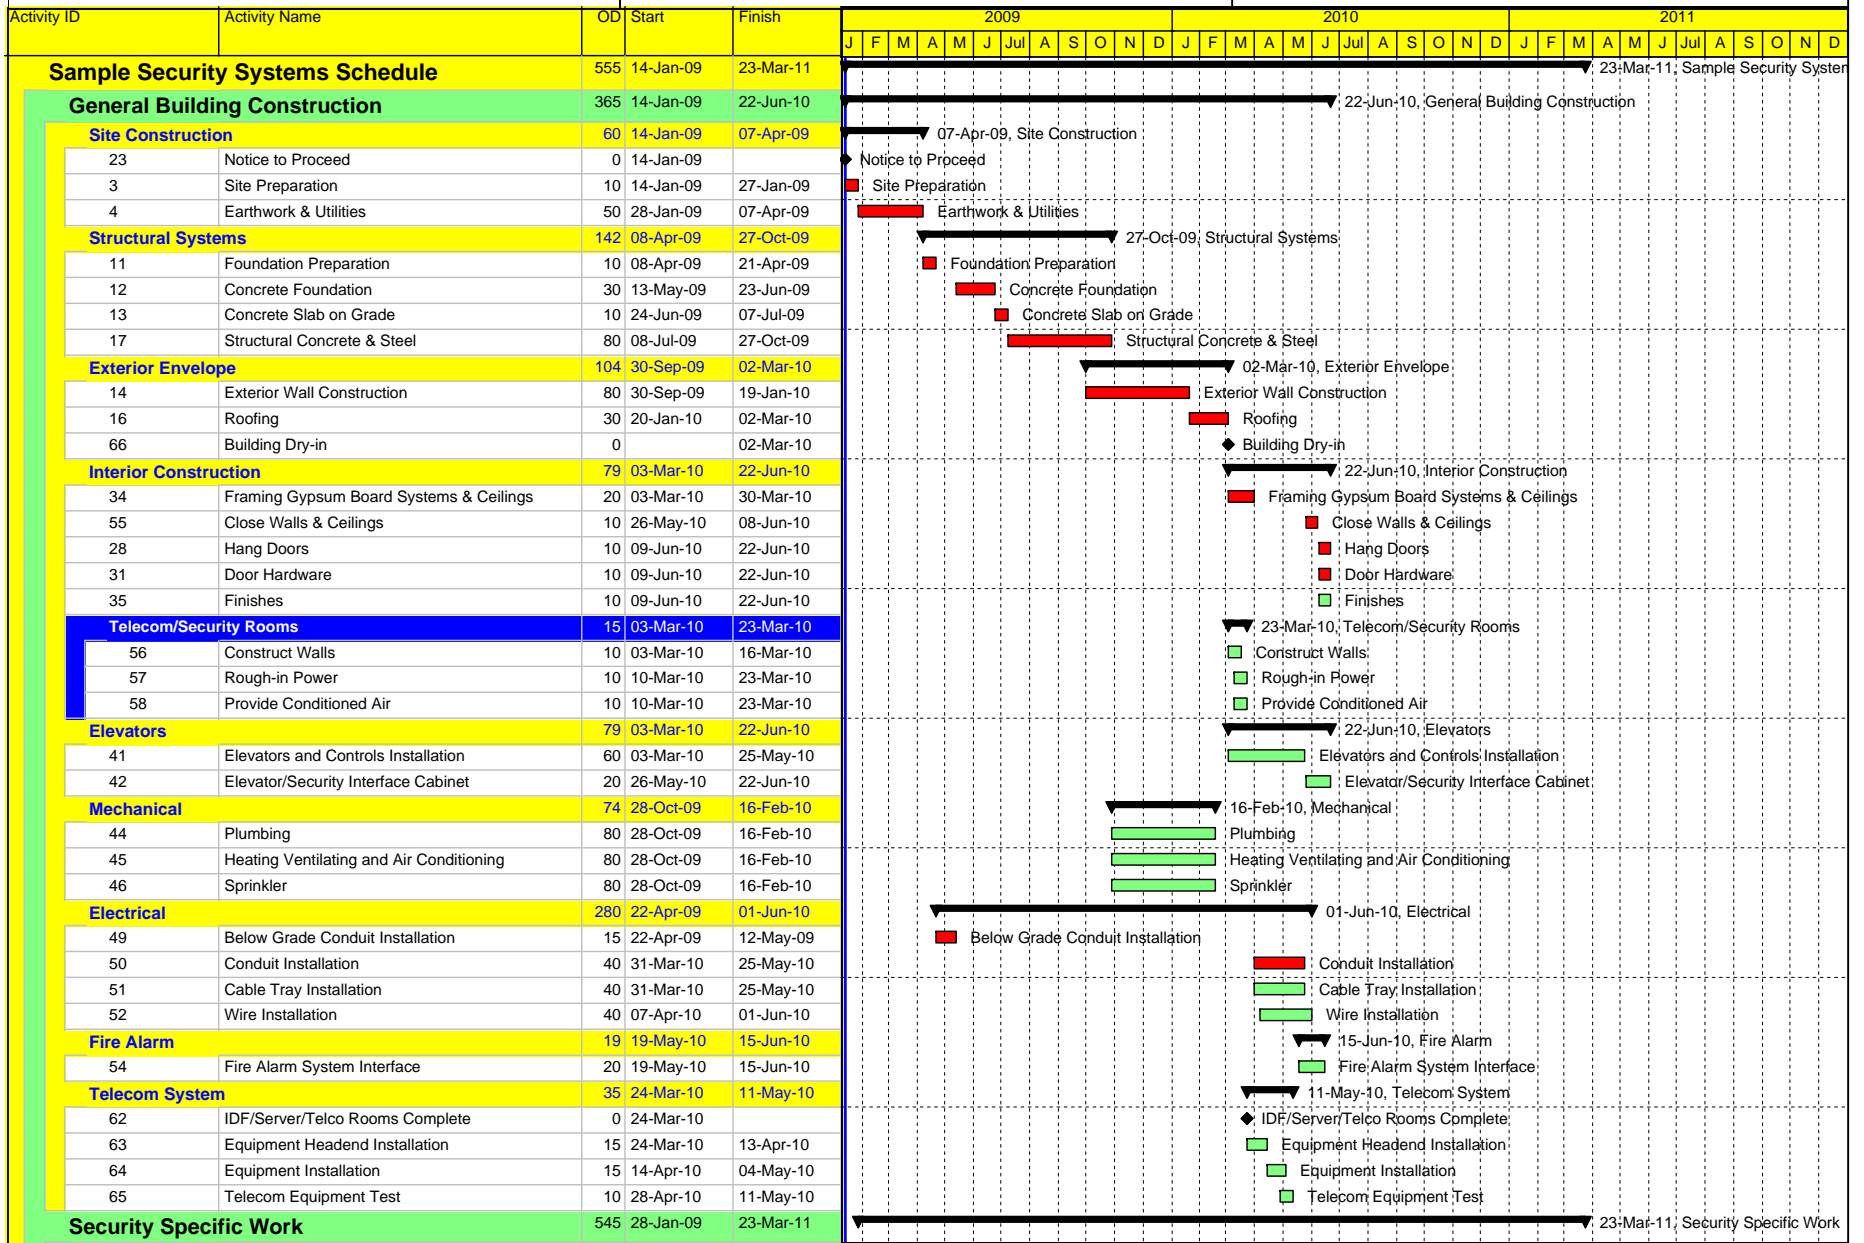 Activity ID Activity Name OD Start Finish 2009 2010 2011
J F M A M J Jul A S O N D J F M A M J Jul A S O N D J F M A M J Jul A S O N D
Sample Security Systems Schedule 555 14-Jan-09 23-Mar-11 23-Mar-11, Sample Security System
General Building Construction 365 14-Jan-09 22-Jun-10 22-Jun-10, General Building Construction
Site Construction 60 14-Jan-09 07-Apr-09 07-Apr-09, Site Construction
23 Notice to Proceed 0 14-Jan-09 Notice to Proceed
3 Site Preparation 10 14-Jan-09 27-Jan-09 Site Preparation
4 Earthwork & Utilities 50 28-Jan-09 07-Apr-09 Earthwork & Utilities
Structural Systems 142 08-Apr-09 27-Oct-09 27-Oct-09, Structural Systems
11 Foundation Preparation 10 08-Apr-09 21-Apr-09 Foundation Preparation
12 Concrete Foundation 30 13-May-09 23-Jun-09 Concrete Foundation
13 Concrete Slab on Grade 10 24-Jun-09 07-Jul-09 Concrete Slab on Grade
17 Structural Concrete & Steel 80 08-Jul-09 27-Oct-09 Structural Concrete & Steel
Exterior Envelope 104 30-Sep-09 02-Mar-10 02-Mar-10, Exterior Envelope
14 Exterior Wall Construction 80 30-Sep-09 19-Jan-10 Exterior Wall Construction
16 Roofing 30 20-Jan-10 02-Mar-10 Roofing
66 Building Dry-in 0 02-Mar-10 Building Dry-in
Interior Construction 79 03-Mar-10 22-Jun-10 22-Jun-10, Interior Construction
34 Framing Gypsum Board Systems & Ceilings 20 03-Mar-10 30-Mar-10 Framing Gypsum Board Systems & Ceilings
55 Close Walls & Ceilings 10 26-May-10 08-Jun-10 Close Walls & Ceilings
28 Hang Doors 10 09-Jun-10 22-Jun-10 Hang Doors
31 Door Hardware 10 09-Jun-10 22-Jun-10 Door Hardware
35 Finishes 10 09-Jun-10 22-Jun-10 Finishes
Telecom/Security Rooms 15 03-Mar-10 23-Mar-10 23-Mar-10, Telecom/Security Rooms
56 Construct Walls 10 03-Mar-10 16-Mar-10 Construct Walls
57 Rough-in Power 10 10-Mar-10 23-Mar-10 Rough-in Power
58 Provide Conditioned Air 10 10-Mar-10 23-Mar-10 Provide Conditioned Air
Elevators 79 03-Mar-10 22-Jun-10 22-Jun-10, Elevators
41 Elevators and Controls Installation 60 03-Mar-10 25-May-10 Elevators and Controls Installation
42 Elevator/Security Interface Cabinet 20 26-May-10 22-Jun-10 Elevator/Security Interface Cabinet
Mechanical 74 28-Oct-09 16-Feb-10 16-Feb-10, Mechanical
44 Plumbing 80 28-Oct-09 16-Feb-10 Plumbing
45 Heating Ventilating and Air Conditioning 80 28-Oct-09 16-Feb-10 Heating Ventilating and Air Conditioning
46 Sprinkler 80 28-Oct-09 16-Feb-10 Sprinkler
Electrical 280 22-Apr-09 01-Jun-10 01-Jun-10, Electrical
49 Below Grade Conduit Installation 15 22-Apr-09 12-May-09 Below Grade Conduit Installation
50 Conduit Installation 40 31-Mar-10 25-May-10 Conduit Installation
51 Cable Tray Installation 40 31-Mar-10 25-May-10 Cable Tray Installation
52 Wire Installation 40 07-Apr-10 01-Jun-10 Wire Installation
Fire Alarm 19 19-May-10 15-Jun-10 15-Jun-10, Fire Alarm
54 Fire Alarm System Interface 20 19-May-10 15-Jun-10 Fire Alarm System Interface
Telecom System 35 24-Mar-10 11-May-10 11-May-10, Telecom System
62 IDF/Server/Telco Rooms Complete 0 24-Mar-10 IDF/Server/Telco Rooms Complete
63 Equipment Headend Installation 15 24-Mar-10 13-Apr-10 Equipment Headend Installation
64 Equipment Installation 15 14-Apr-10 04-May-10 Equipment Installation
65 Telecom Equipment Test 10 28-Apr-10 11-May-10 Telecom Equipment Test
Security Specific Work 545 28-Jan-09 23-Mar-11 23-Mar-11, Security Specific Work